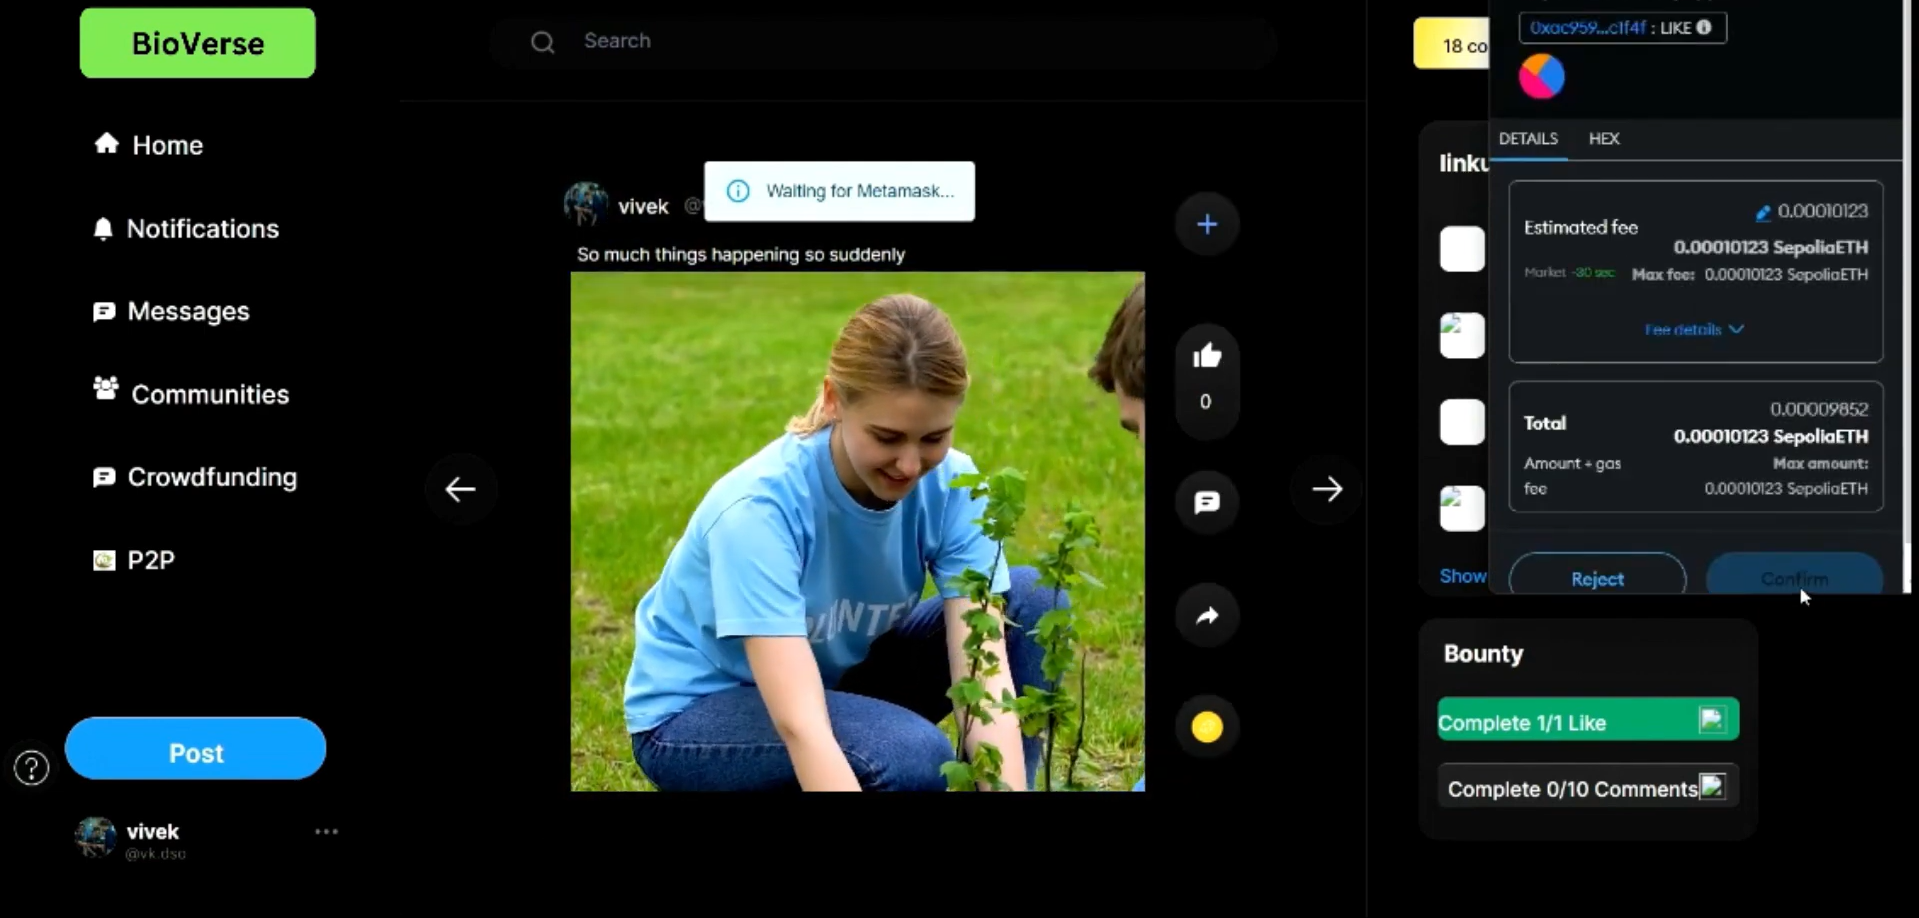 BioVerse
Search
18 co
0xac959...c1f4f : LIKE
Home
Notifications
Messages
Communities
Crowdfunding
P2P
Post
vivek
@vk.dsc
vivek @
Waiting for Metamask...
So much things happening so suddenly
UNTE
0
linku
Show
DETAILS HEX
Estimated fee
0.00010123
0.00010123 SepoliaETH
Market ~30 sec Max fee: 0.00010123 SepoliaETH
Fee details
Total
0.00009852
0.00010123 SepoliaETH
Amount + gas fee
Max amount:
0.00010123 SepoliaETH
Reject
Confirm
Bounty
Complete 1/1 Like
Complete 0/10 Comments